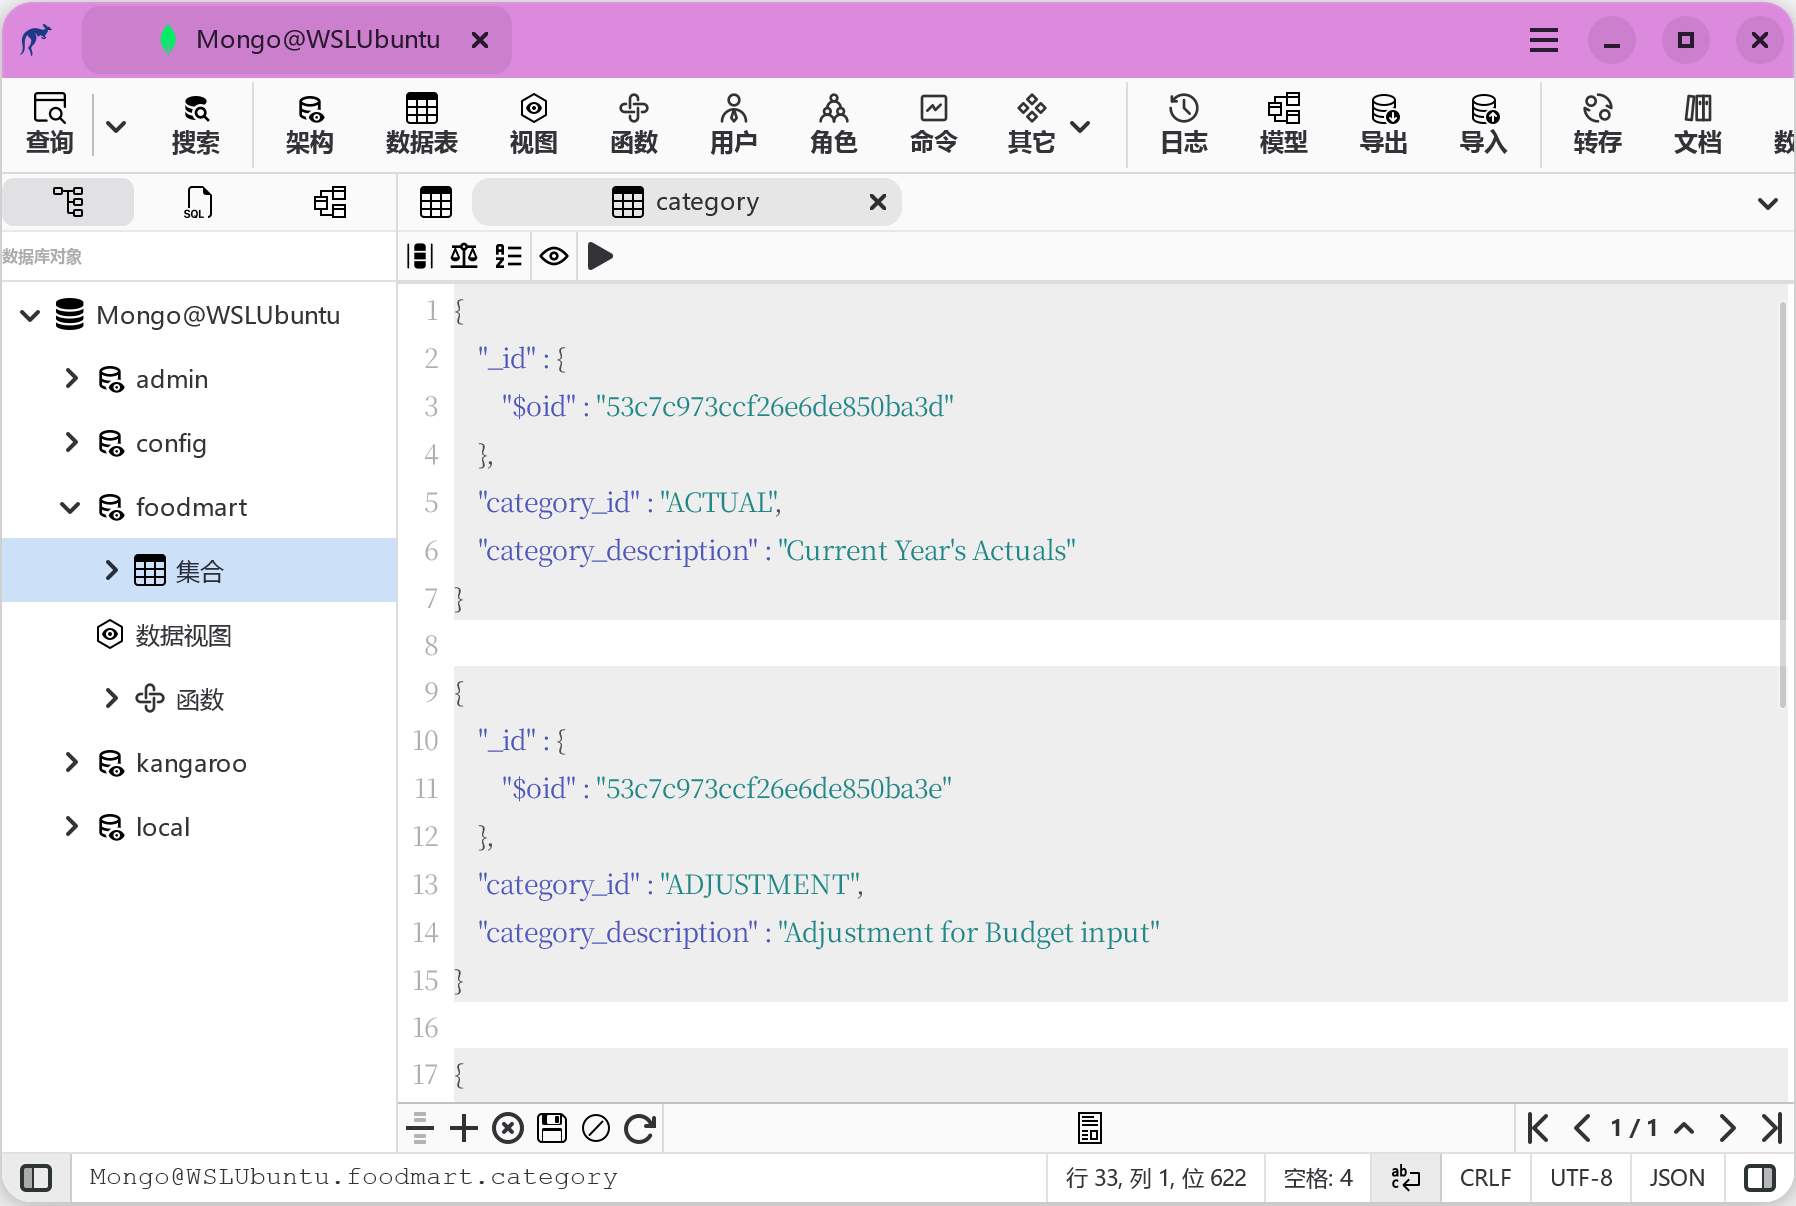 Mongo@WSLUbuntu
查询 搜索 架构 数据表 视图 函数 用户 角色 命令 其它 日志 模型 导出 导入 转存 文档 数
SQL category
数据库对象
A Z
Mongo@WSLUbuntu
admin
config
foodmart
集合
数据视图
函数
kangaroo
local
1 {
2 "_id" : {
3 "$oid" : "53c7c973ccf26e6de850ba3d"
4 },
5 "category_id" : "ACTUAL",
6 "category_description" : "Current Year's Actuals"
7 }
8
9 {
10 "_id" : {
11 "$oid" : "53c7c973ccf26e6de850ba3e"
12 },
13 "category_id" : "ADJUSTMENT",
14 "category_description" : "Adjustment for Budget input"
15 }
16
17 {
1 / 1
Mongo@WSLUbuntu.foodmart.category 行 33, 列 1, 位 622 空格: 4 ab c CRLF UTF-8 JSON